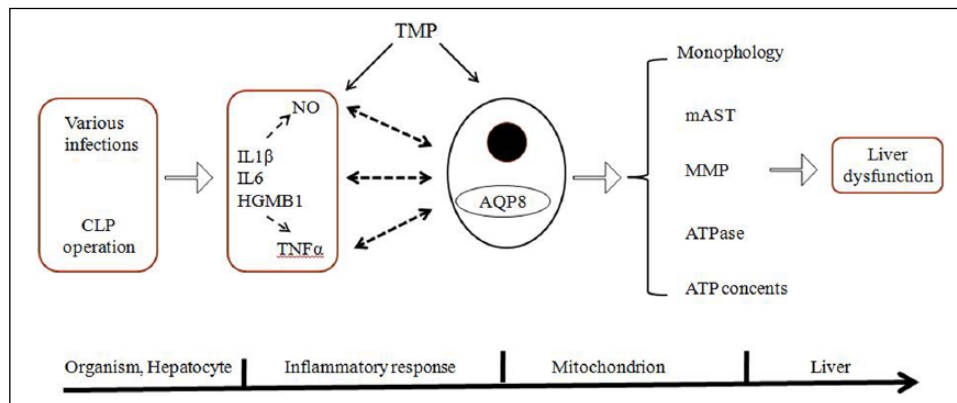 TMP
Various
infections
CLP
operation
NO
IL1β
IL6
HGMB1
TNFα
AQP8
Monophology
mAST
MMP
ATPase
ATP concents
Liver
dysfunction
Organism, Hepatocyte
Inflammatory response
Mitochondrion
Liver